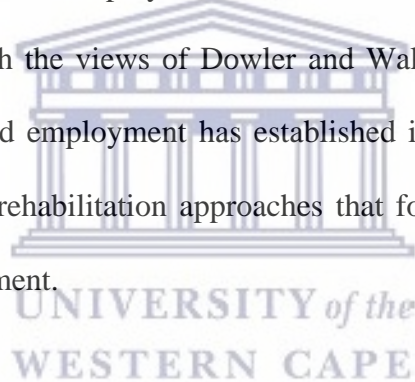 h the views of Dowler and Wal
d employment has established i
rehabilitation approaches that fo
ment.
UNIVERSITY of the
WESTERN CAPE